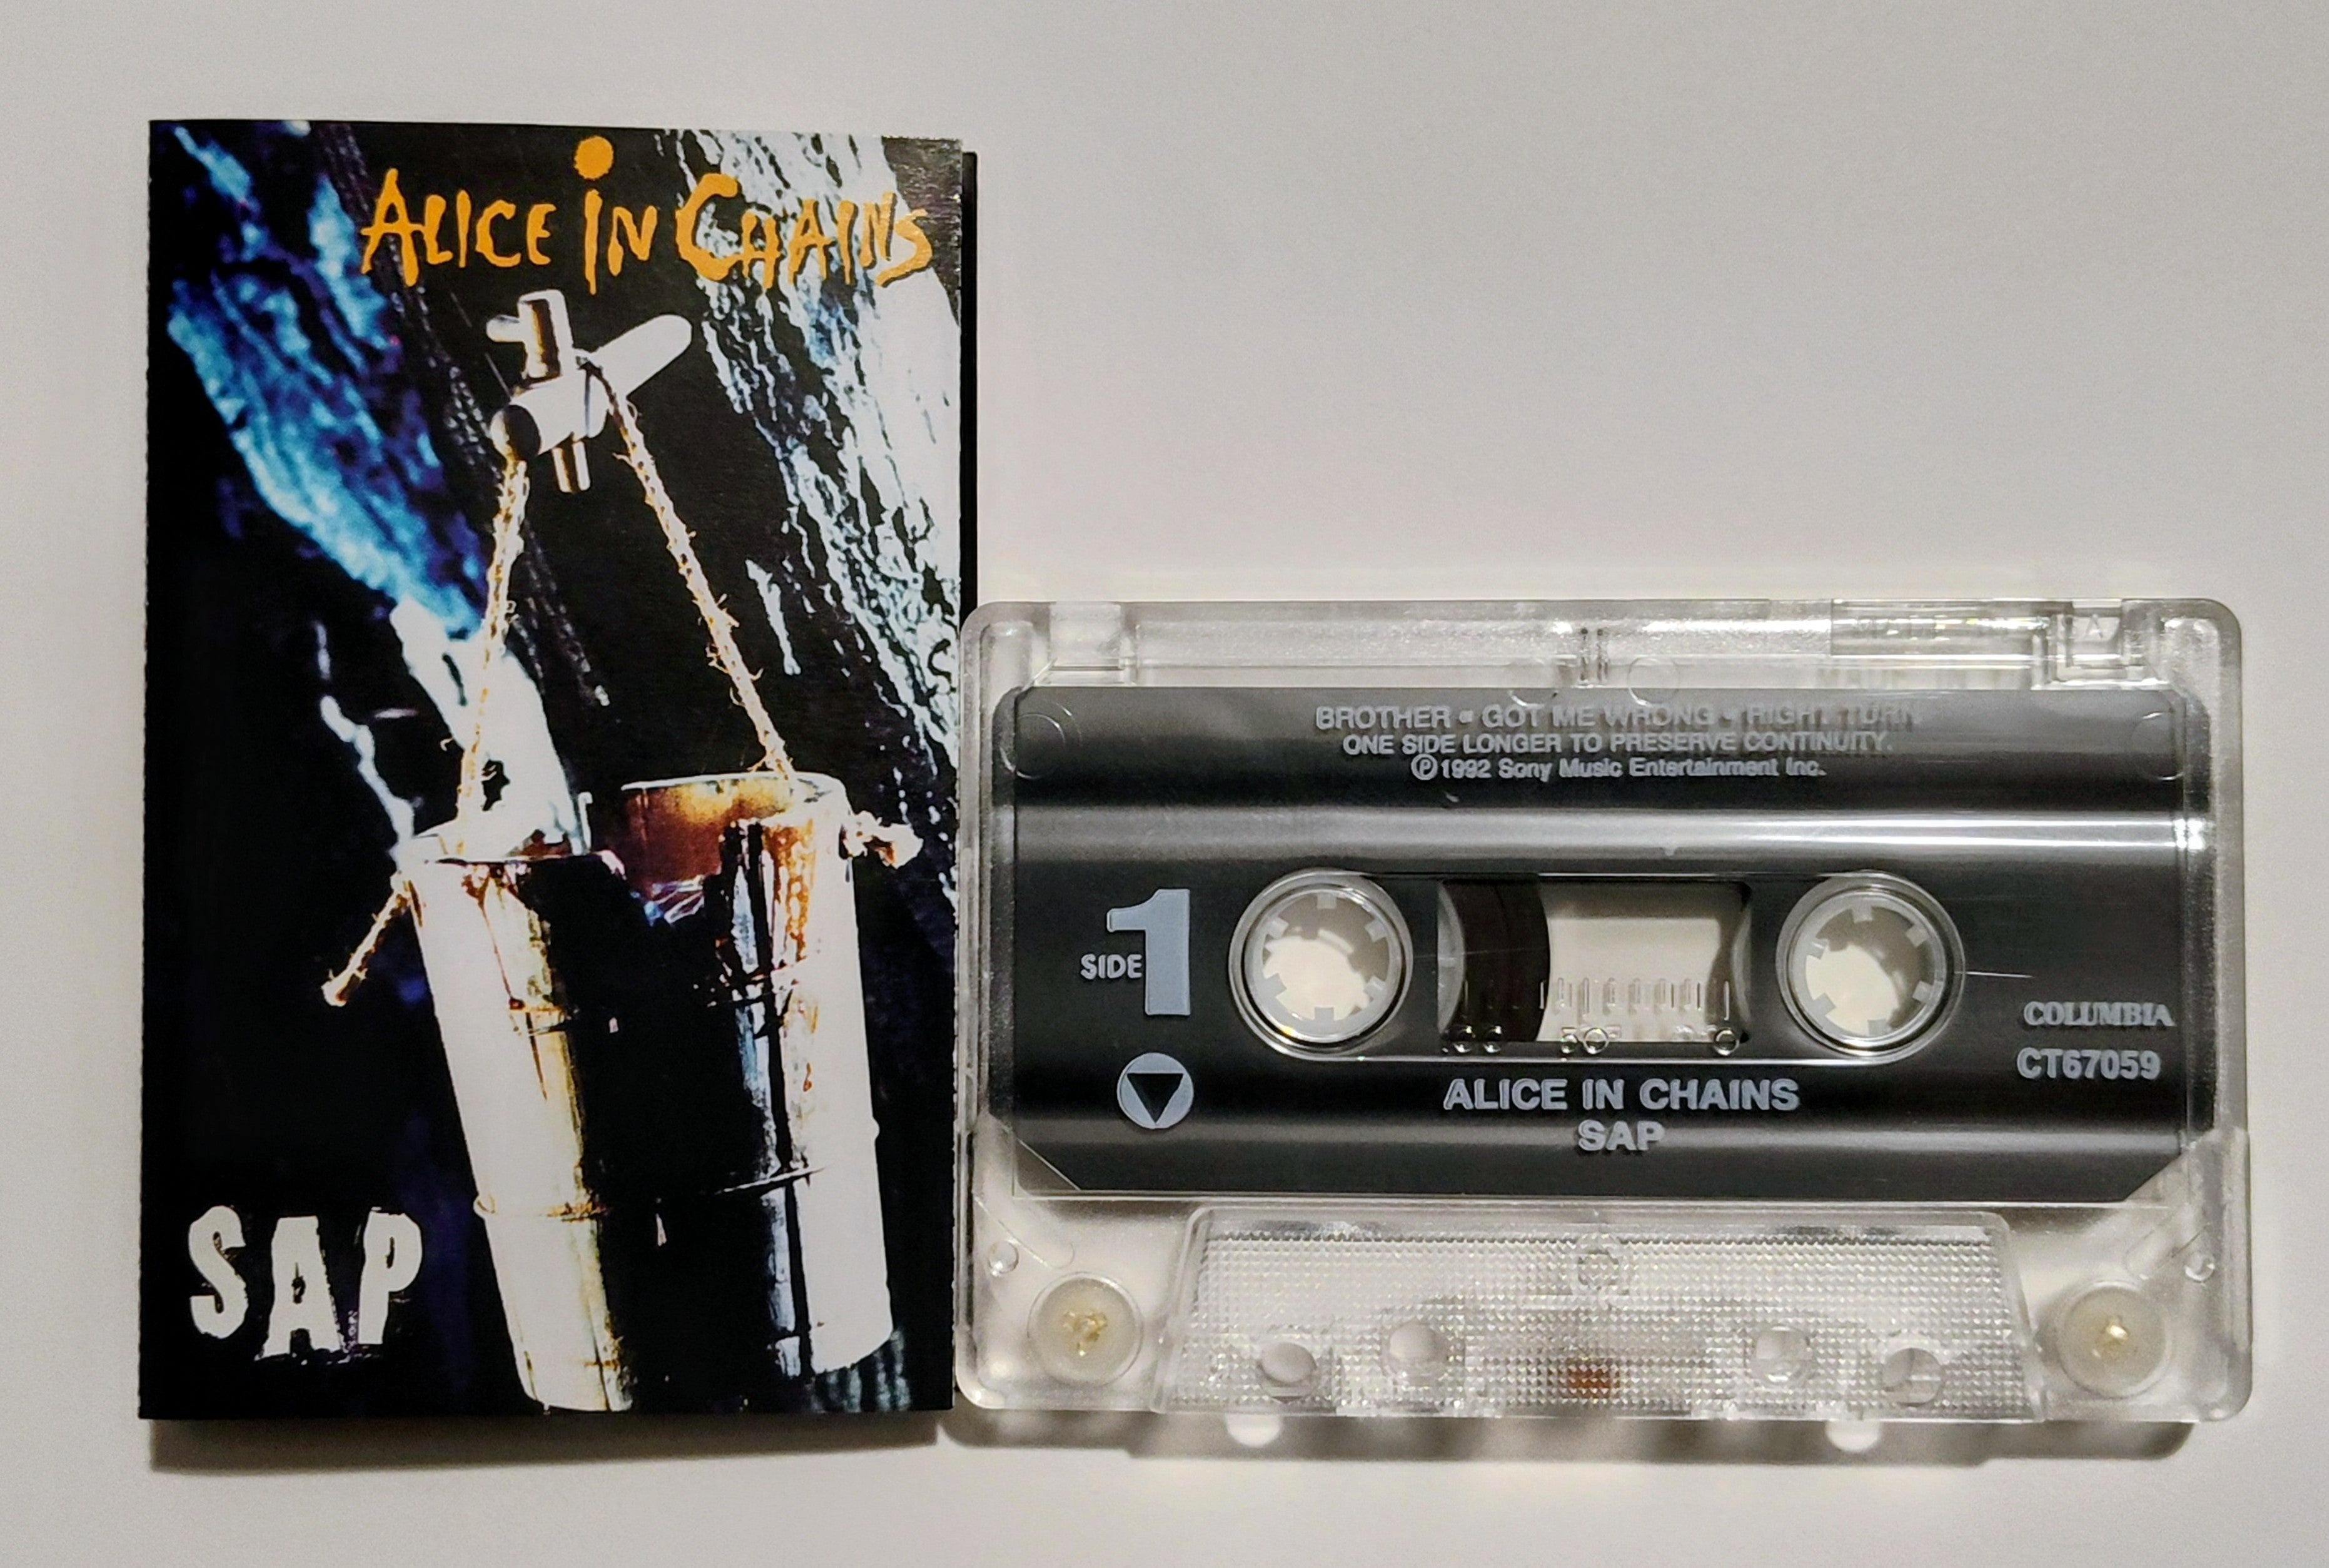 ALICE IN CHAINS
SAP
BROTHER • GOT ME WRONG • RIGHT TURN
ONE SIDE LONGER TO PRESERVE CONTINUITY.
℗1992 Sony Music Entertainment Inc.
SIDE 1
COLUMBIA
CT67059
ALICE IN CHAINS
SAP